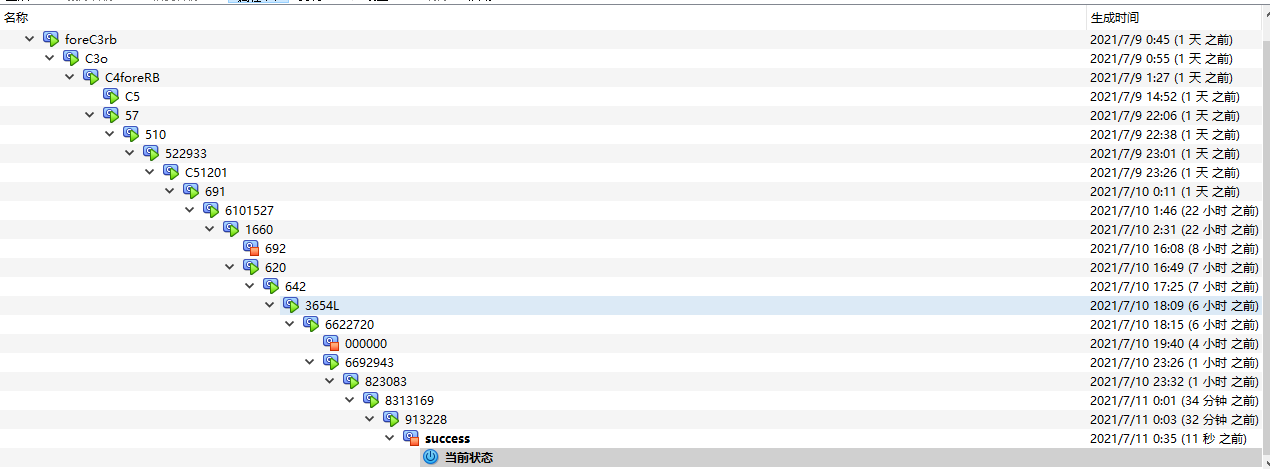 名称 生成时间
foreC3rb 2021/7/9 0:45 (1 天 之前)
C3o 2021/7/9 0:55 (1 天 之前)
C4foreRB 2021/7/9 1:27 (1 天 之前)
C5 2021/7/9 14:52 (1 天 之前)
57 2021/7/9 22:06 (1 天 之前)
510 2021/7/9 22:38 (1 天 之前)
522933 2021/7/9 23:01 (1 天 之前)
C51201 2021/7/9 23:26 (1 天 之前)
691 2021/7/10 0:11 (1 天 之前)
6101527 2021/7/10 1:46 (22 小时 之前)
1660 2021/7/10 2:31 (22 小时 之前)
692 2021/7/10 16:08 (8 小时 之前)
620 2021/7/10 16:49 (7 小时 之前)
642 2021/7/10 17:25 (7 小时 之前)
3654L 2021/7/10 18:09 (6 小时 之前)
6622720 2021/7/10 18:15 (6 小时 之前)
000000 2021/7/10 19:40 (4 小时 之前)
6692943 2021/7/10 23:26 (1 小时 之前)
823083 2021/7/10 23:32 (1 小时 之前)
8313169 2021/7/11 0:01 (34 分钟 之前)
913228 2021/7/11 0:03 (32 分钟 之前)
success 2021/7/11 0:35 (11 秒 之前)
当前状态